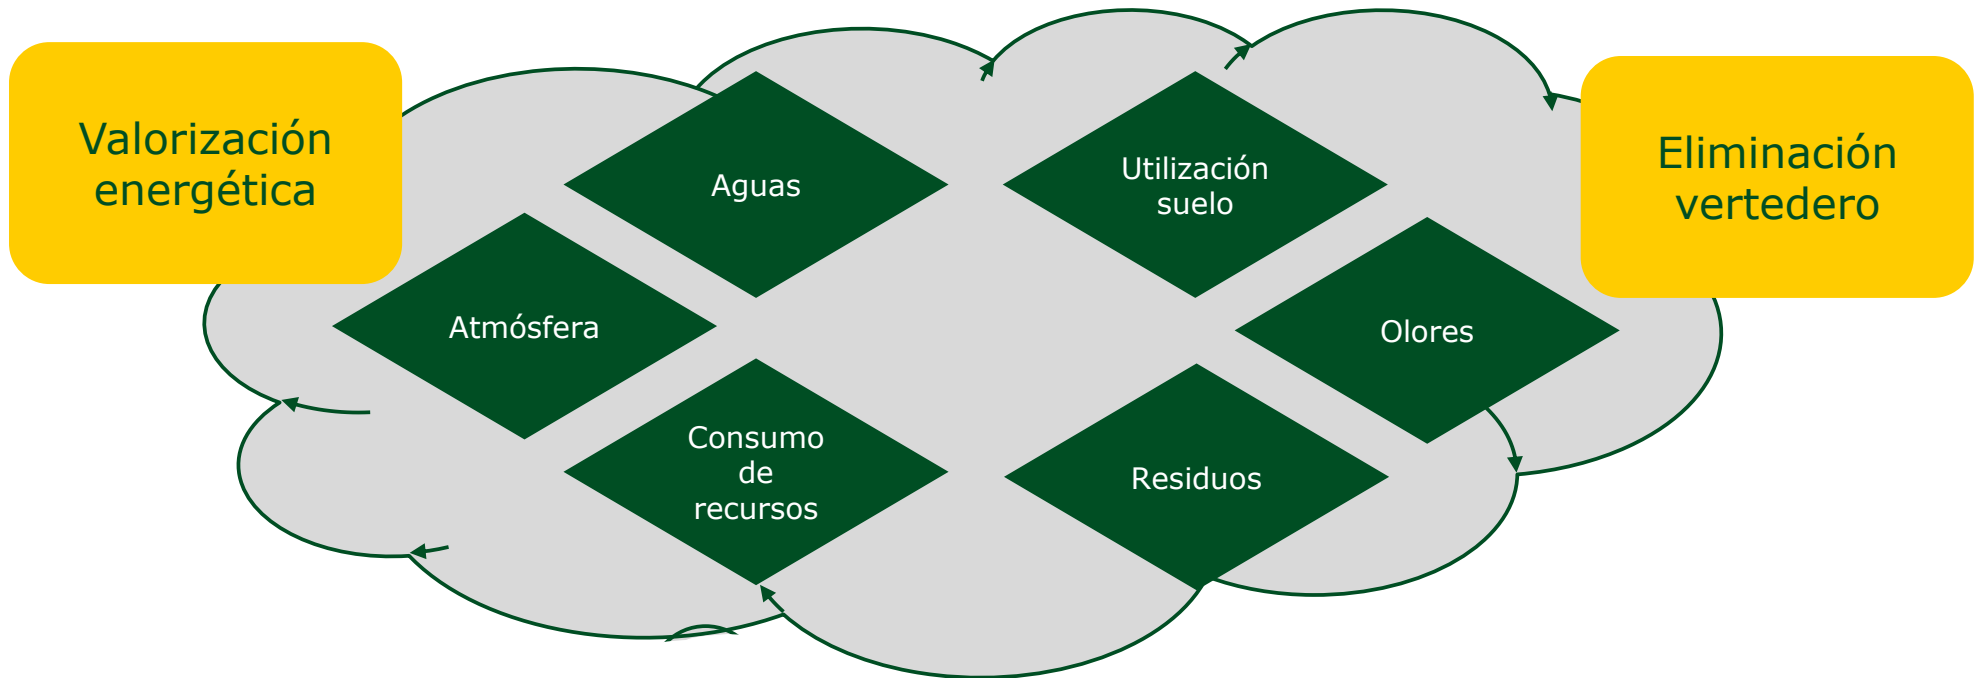 Valorización
energética
Aguas
Utilización
suelo
Eliminación
vertedero
Atmósfera
Olores
Consumo
de
recursos
Residuos